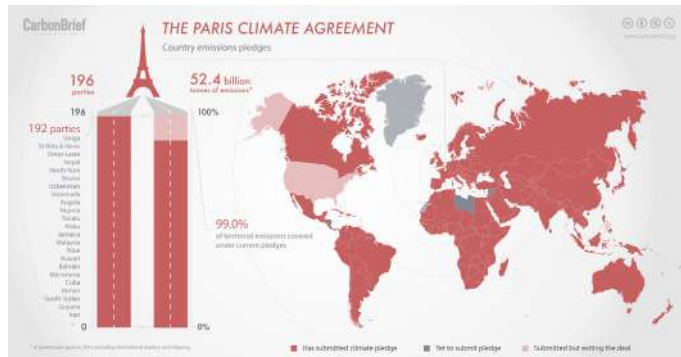 CarbonBrief
THE PARIS CLIMATE AGREEMENT
Country emissions pledges
196
parties
52.4 billion
tonnes of emissions*
196
100%
192 parties
Tonga
St Kitts & Nevis
Timor-Leste
Nepal
North Korea
Brunei
Uzbekistan
Venezuela
Angola
Nigeria
Tuvalu
Jamaica
Malaysia
Niue
Kuwait
Bahrain
Micronesia
Cuba
Yemen
South Sudan
Guyana
Iran
99.0%
of territorial emissions covered
under current pledges
0
0%
Has submitted climate pledge
Yet to submit pledge
Submitted but exiting the deal